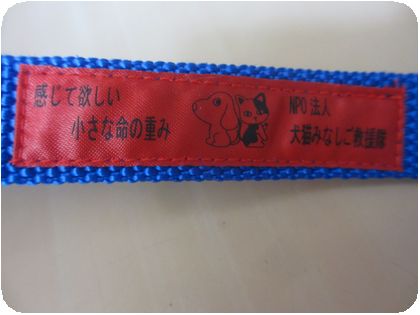 感じて欲しい
小さな命の重み
NPO法人
犬猫みなしご救援隊